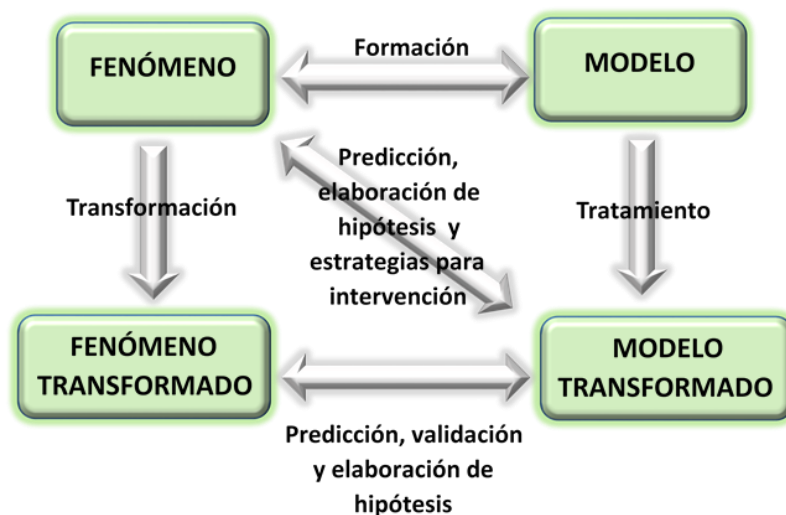 Formación
FENÓMENO
MODELO
Predicción,
elaboración de
hipótesis y
estrategias para
intervención
Transformación
Tratamiento
FENÓMENO
TRANSFORMADO
MODELO
TRANSFORMADO
Predicción, validación
y elaboración de
hipótesis